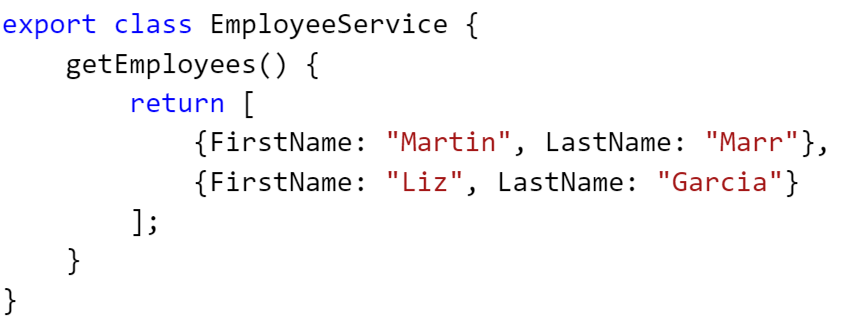 export class EmployeeService {
    getEmployees() {
        return [
            {FirstName: "Martin", LastName: "Marr"},
            {FirstName: "Liz", LastName: "Garcia"}
        ];
    }
}